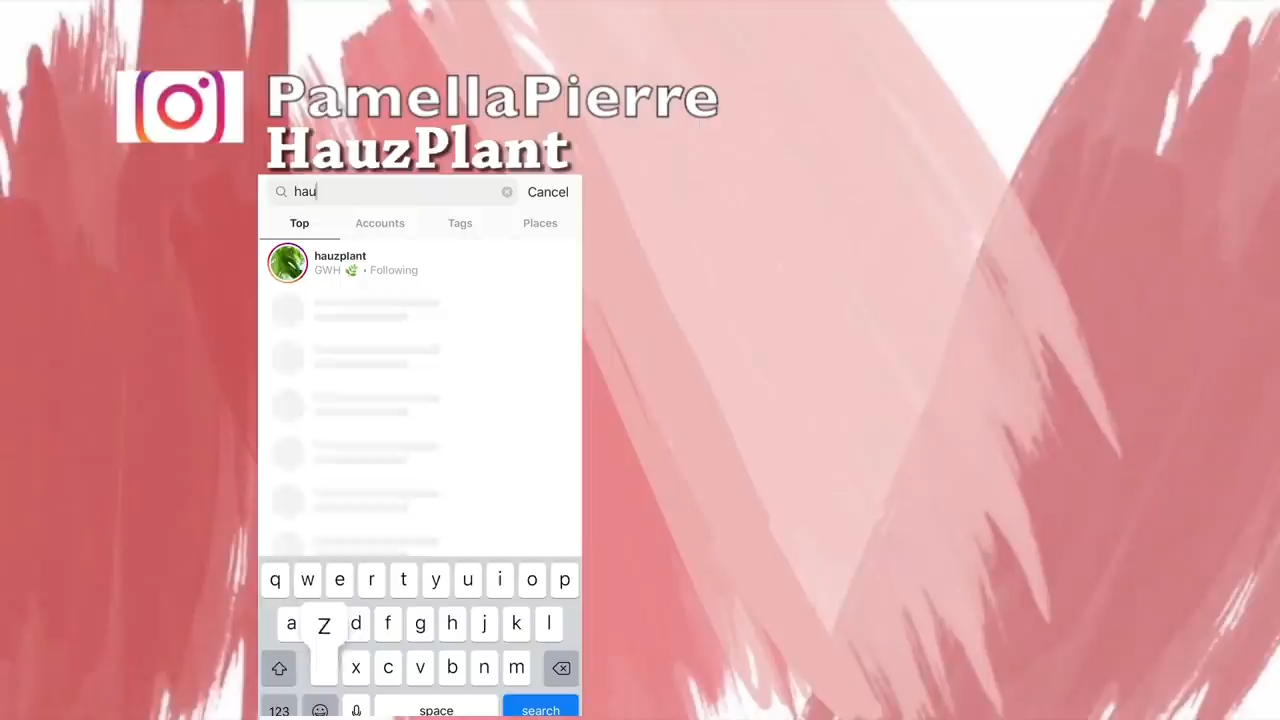 PamellaPierre
HauzPlant
hau
Cancel
Top
Accounts
Tags
Places
hauzplant
GWH 🌿 • Following
q w e r t y u i o p
a Z d f g h j k l
x c v b n m
123
space
search